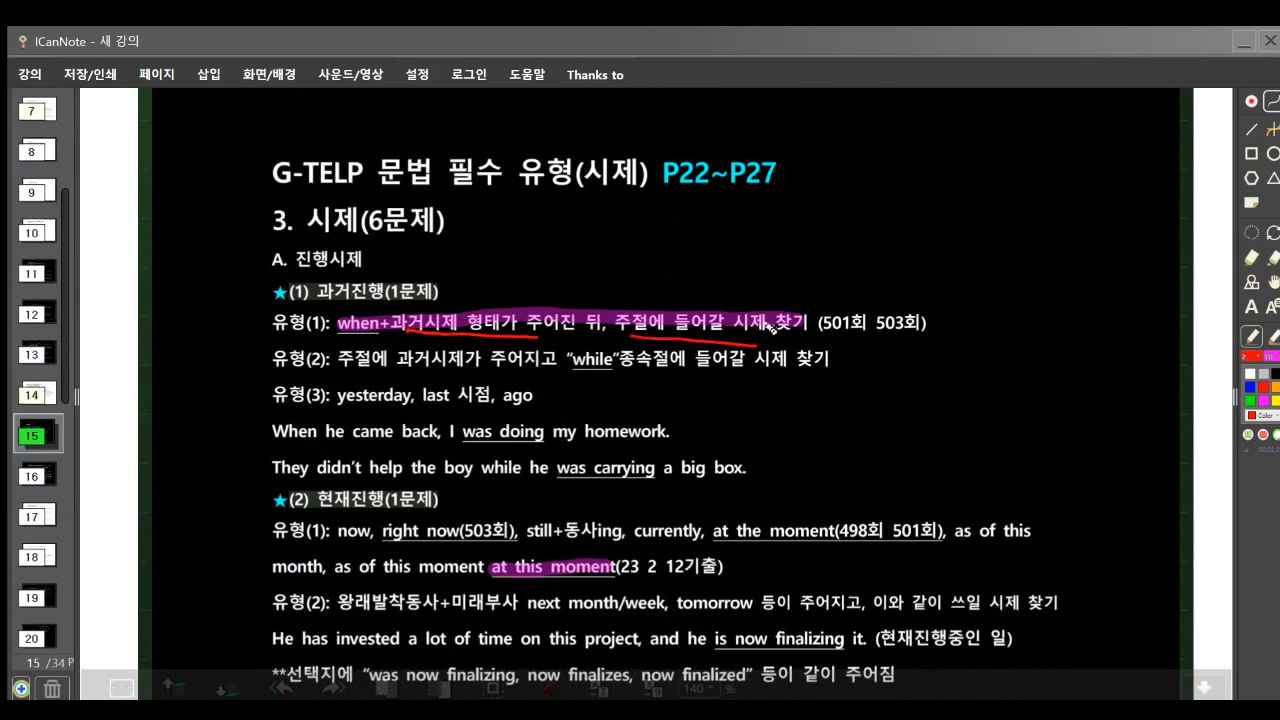 ICanNote - 새 강의
강의 저장/인쇄 페이지 삽입 화면/배경 사운드/영상 설정 로그인 도움말 Thanks to
7
8
9
10
11
12
13
14
15
16
17
18
19
20
15 /34 P
G-TELP 문법 필수 유형(시제) P22~P27
3. 시제(6문제)
A. 진행시제
★(1) 과거진행(1문제)
유형(1): when+과거시제 형태가 주어진 뒤, 주절에 들어갈 시제 찾기 (501회 503회)
유형(2): 주절에 과거시제가 주어지고 “while”종속절에 들어갈 시제 찾기
유형(3): yesterday, last 시점, ago
When he came back, I was doing my homework.
They didn’t help the boy while he was carrying a big box.
★(2) 현재진행(1문제)
유형(1): now, right now(503회), still+동사ing, currently, at the moment(498회 501회), as of this
month, as of this moment at this moment(23 2 12기출)
유형(2): 왕래발착동사+미래부사 next month/week, tomorrow 등이 주어지고, 이와 같이 쓰일 시제 찾기
He has invested a lot of time on this project, and he is now finalizing it. (현재진행중인 일)
**선택지에 “was now finalizing, now finalizes, now finalized” 등이 같이 주어짐
140 %
A
Color